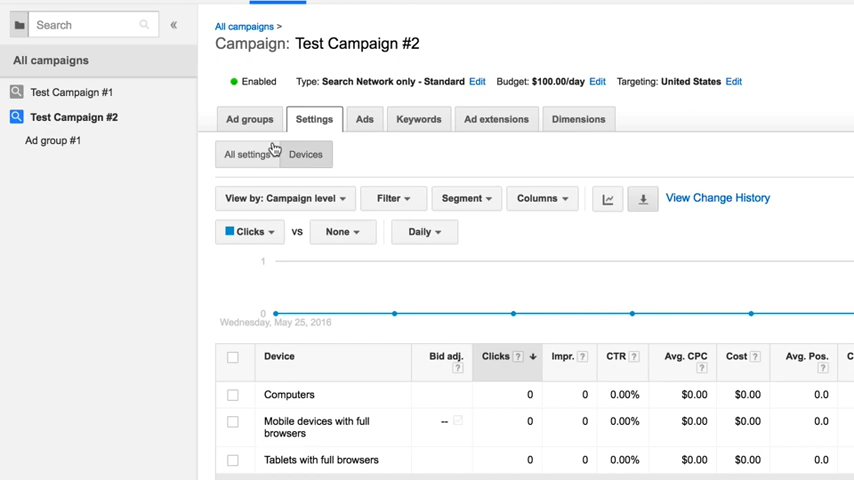 Search
«
All campaigns
Test Campaign #1
Test Campaign #2
Ad group #1
All campaigns >
Campaign: Test Campaign #2
Enabled Type: Search Network only - Standard Edit Budget: $100.00/day Edit Targeting: United States Edit
Ad groups Settings Ads Keywords Ad extensions Dimensions
All settings Devices
View by: Campaign level Filter Segment Columns View Change History
Clicks VS None Daily
1
0
Wednesday, May 25, 2016
Device Bid adj. ? Clicks ? Impr. ? CTR ? Avg. CPC ? Cost ? Avg. Pos. ? C
Computers 0 0 0.00% $0.00 $0.00 0.0
Mobile devices with full
browsers -- 0 0 0.00% $0.00 $0.00 0.0
Tablets with full browsers 0 0 0.00% $0.00 $0.00 0.0